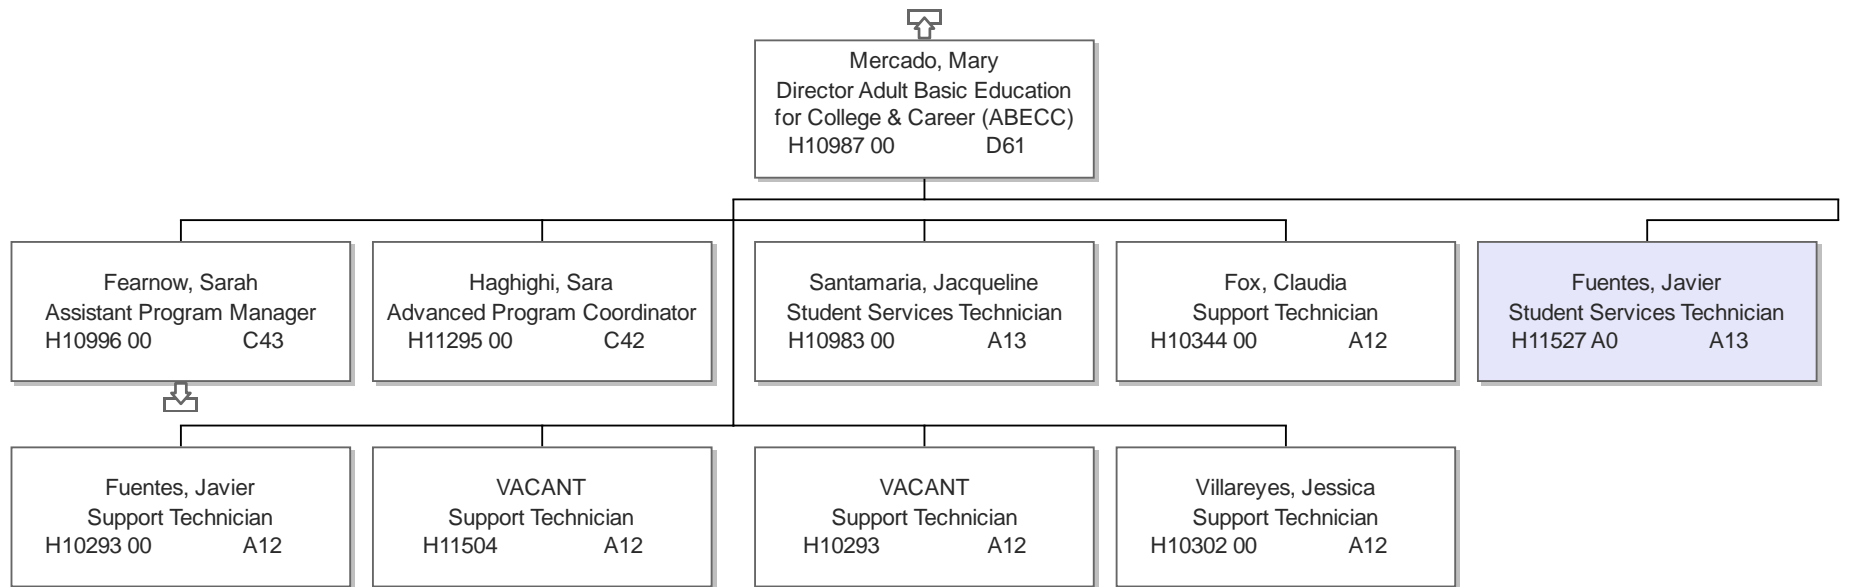 Mercado, Mary
Director Adult Basic Education
for College & Career (ABECC)
H10987 00 D61
Fearnow, Sarah
Assistant Program Manager
H10996 00 C43
Haghighi, Sara
Advanced Program Coordinator
H11295 00 C42
Santamaria, Jacqueline
Student Services Technician
H10983 00 A13
Fox, Claudia
Support Technician
H10344 00 A12
Fuentes, Javier
Student Services Technician
H11527 A0 A13
Fuentes, Javier
Support Technician
H10293 00 A12
VACANT
Support Technician
H11504 A12
VACANT
Support Technician
H10293 A12
Villareyes, Jessica
Support Technician
H10302 00 A12